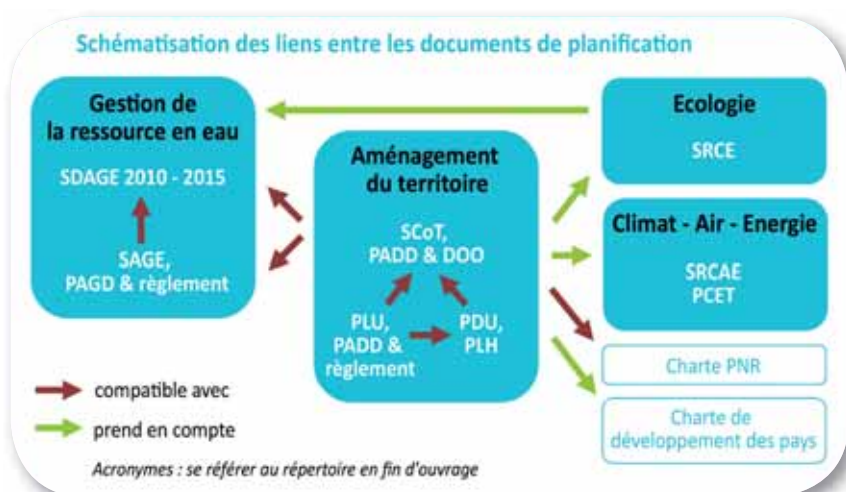 Schématisation des liens entre les documents de planification
Gestion de
la ressource en eau
SDAGE 2010 - 2015
SAGE,
PAGD & règlement
Aménagement
du territoire
SCoT,
PADD & DOO
PLU,
PADD &
règlement
PDU,
PLH
Ecologie
SRCE
Climat - Air - Energie
SRCAE
PCET
Charte PNR
Charte de
développement des pays
compatible avec
prend en compte
Acronymes : se référer au répertoire en fin d'ouvrage